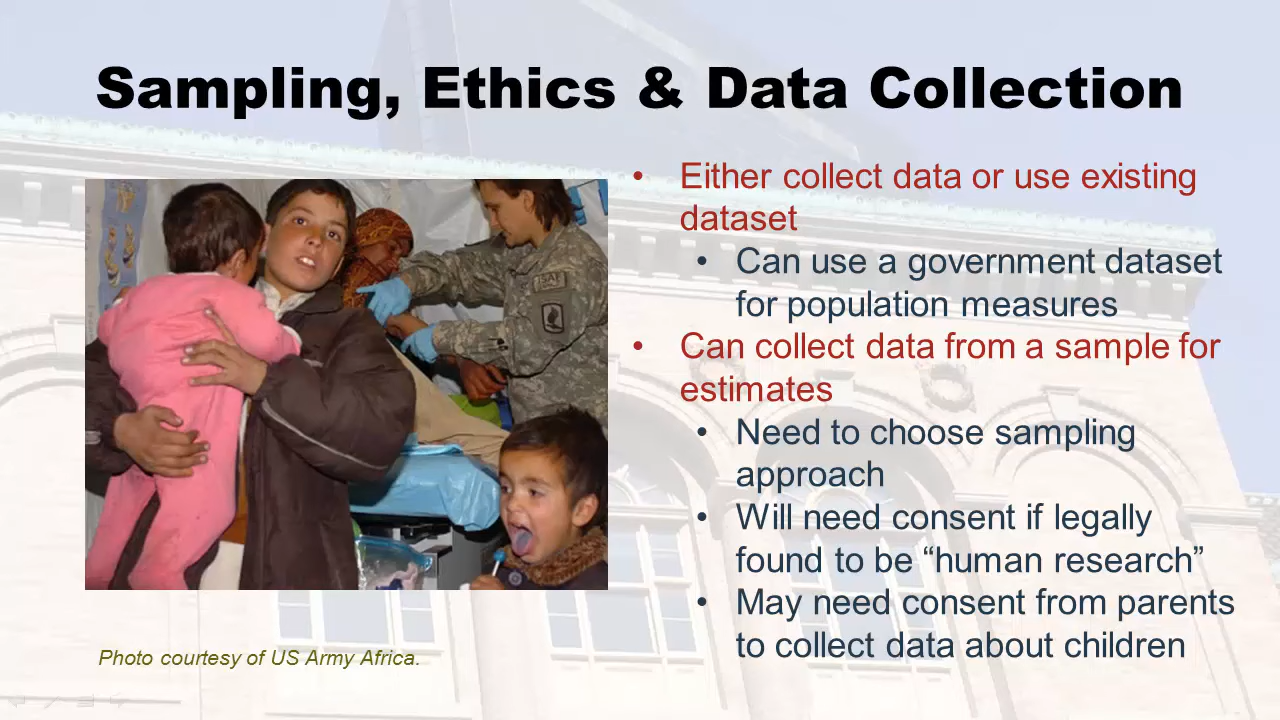 Sampling, Ethics & Data Collection
• Either collect data or use existing
dataset
• Can use a government dataset
for population measures
• Can collect data from a sample for
estimates
• Need to choose sampling
approach
• Will need consent if legally
found to be “human research”
• May need consent from parents
to collect data about children
ISAF
Photo courtesy of US Army Africa.